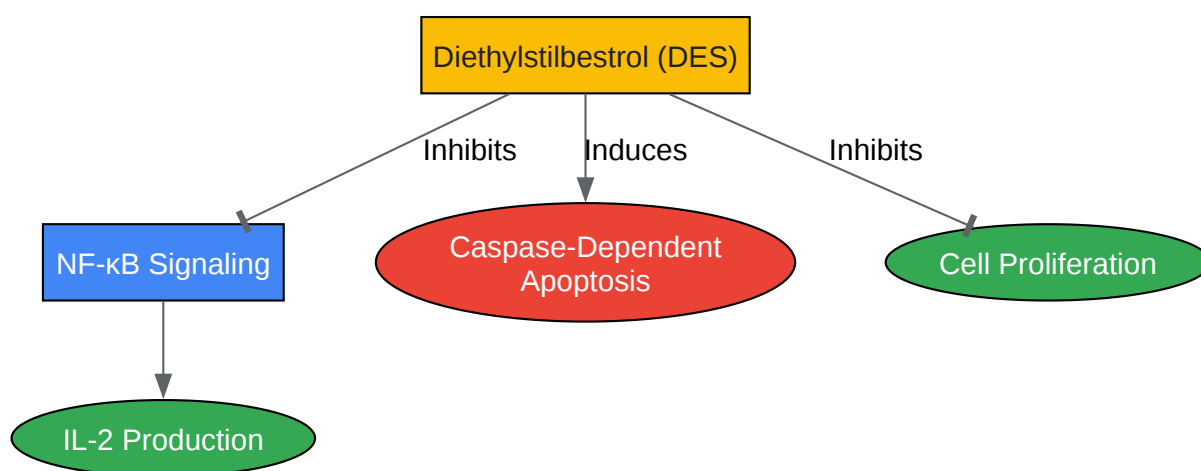 Diethylstilbestrol (DES)
Inhibits
Induces
Inhibits
NF-κB Signaling
Caspase-Dependent
Apoptosis
Cell Proliferation
IL-2 Production